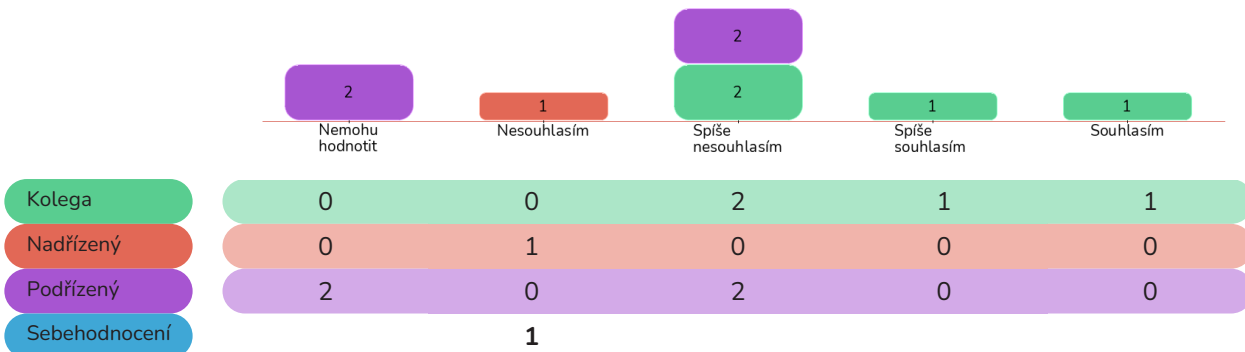 2
2
2
1
1
1
Nemohu
hodnotit
Nesouhlasím
Spíše
nesouhlasím
Spíše
souhlasím
Souhlasím
Kolega 0 0 2 1 1
Nadřízený 0 1 0 0 0
Podřízený 2 0 2 0 0
Sebehodnocení 1